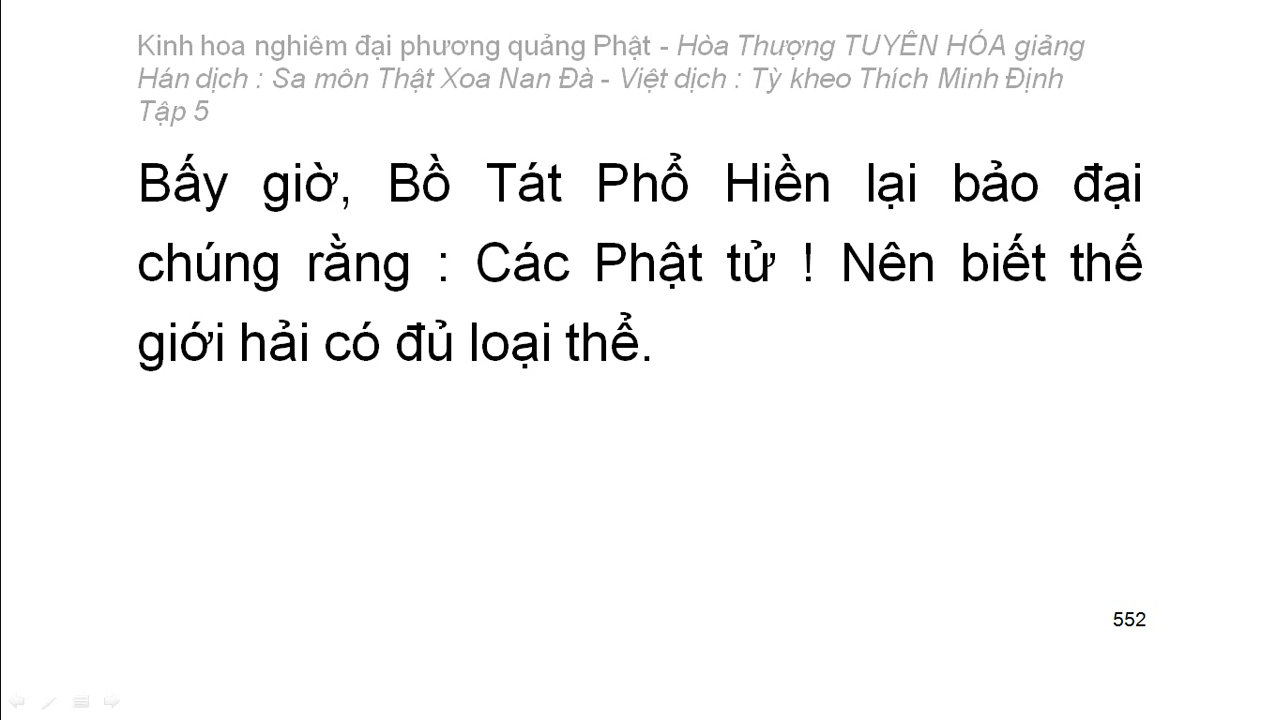 Kinh hoa nghiêm đại phương quảng Phật - Hòa Thượng TUYÊN HÓA giảng
Hán dịch : Sa môn Thật Xoa Nan Đà - Việt dịch : Tỳ kheo Thích Minh Định
Tập 5
Bấy giờ, Bồ Tát Phổ Hiền lại bảo đại
chúng rằng : Các Phật tử ! Nên biết thế
giới hải có đủ loại thể.
552